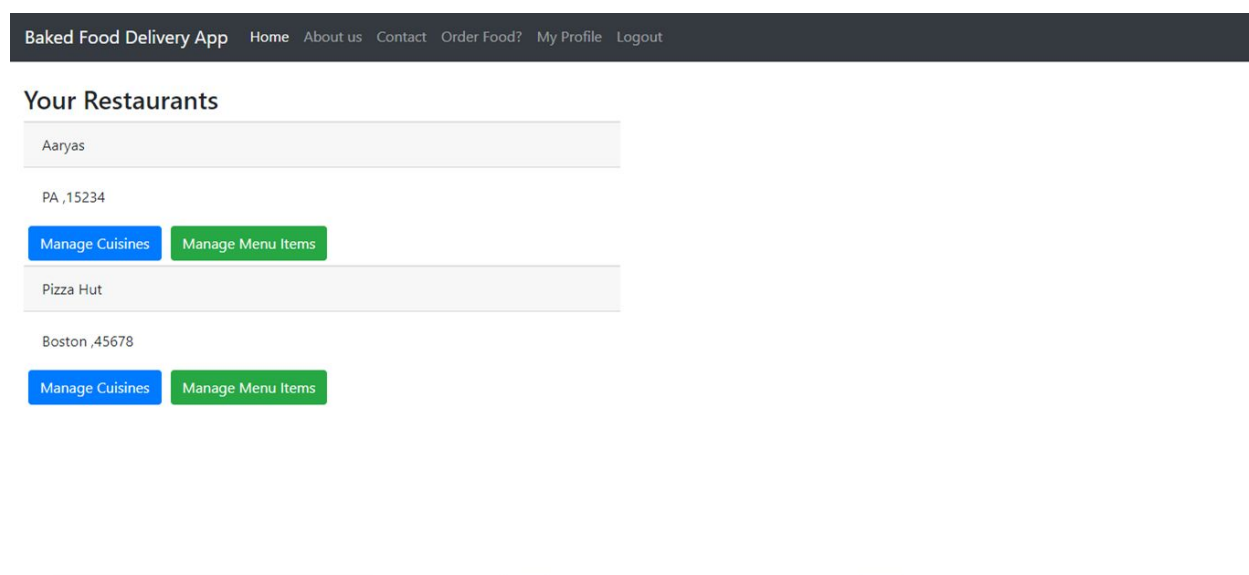 Baked Food Delivery App Home About us Contact Order Food? My Profile Logout
Your Restaurants
Aaryas
PA ,15234
Manage Cuisines Manage Menu Items
Pizza Hut
Boston ,45678
Manage Cuisines Manage Menu Items